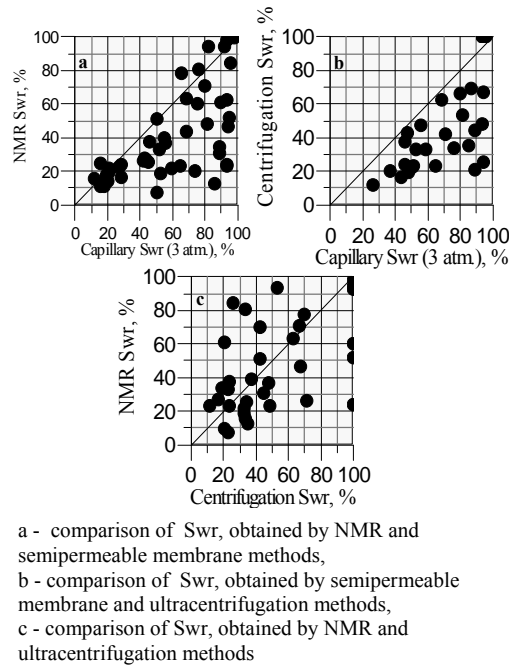 a
100
80
60
40
20
0
NMR Swr, %
0 20 40 60 80 100
Capillary Swr (3 atm.), %
b
100
80
60
40
20
0
Centrifugation Swr, %
0 20 40 60 80 100
Capillary Swr (3 atm.), %
c
100
80
60
40
20
0
NMR Swr, %
0 20 40 60 80 100
Centrifugation Swr, %
a - comparison of Swr, obtained by NMR and
semipermeable membrane methods,
b - comparison of Swr, obtained by semipermeable
membrane and ultracentrifugation methods,
c - comparison of Swr, obtained by NMR and
ultracentrifugation methods